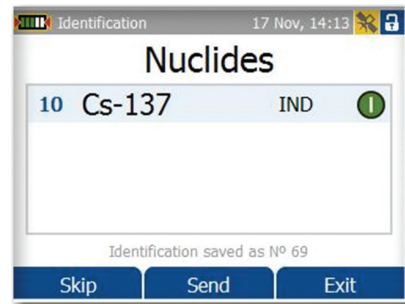 Identification 17 Nov, 14:13
Nuclides
10 Cs-137 IND I
Identification saved as Nº 69
Skip Send Exit